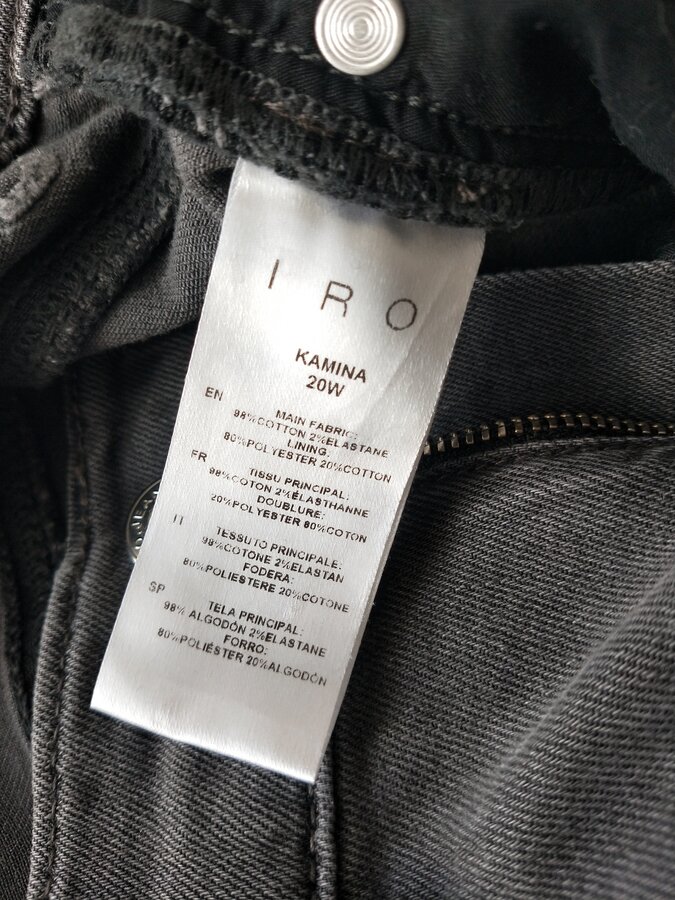 IRO
KAMINA
20W
EN
MAIN FABRIC:
98%COTTON 2%ELASTANE
LINING:
80%POLYESTER 20%COTTON
FR
TISSU PRINCIPAL:
98%COTON 2%ÉLASTHANNE
DOUBLURE:
20%POLYESTER 80%COTON
IT
TESSUTO PRINCIPALE:
98%COTONE 2%ELASTAN
FODERA:
80%POLIESTERE 20%COTONE
SP
TELA PRINCIPAL:
98% ALGODÓN 2%ELASTANE
FORRO:
80%POLIÉSTER 20%ALGODÓN